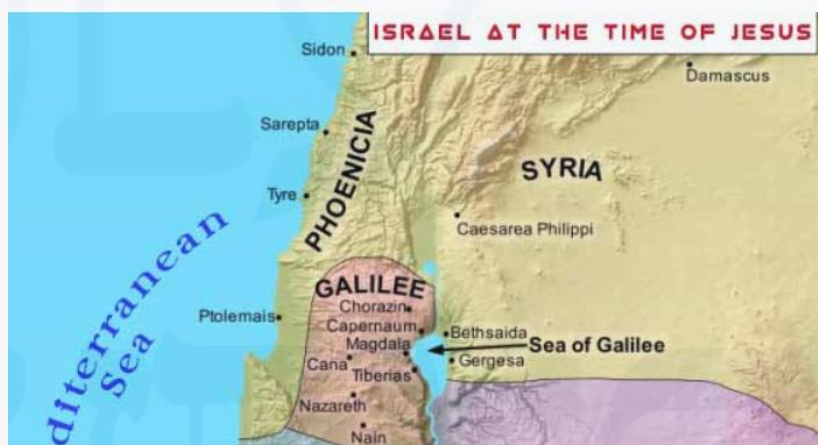 ISRAEL AT THE TIME OF JESUS
Sidon
Damascus
Sarepta
PHOENICIA
SYRIA
Tyre
Caesarea Philippi
diterranean
Sea
GALILEE
Chorazin
Ptolemais
Capernaum
Bethsaida
Magdala
Sea of Galilee
Cana
Gergesa
Tiberias
Nazareth
Nain